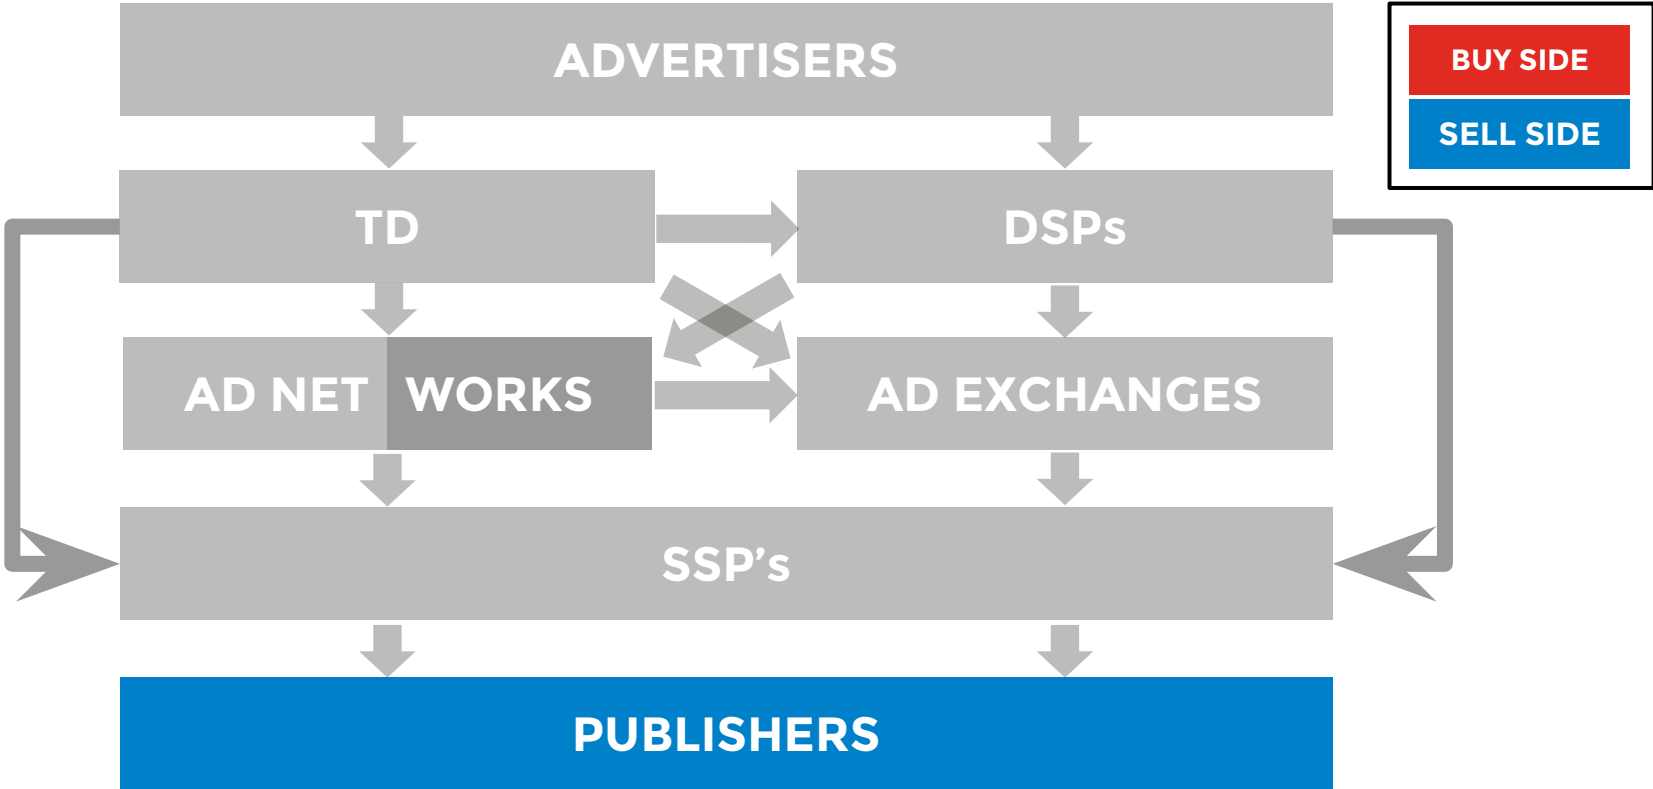 ADVERTISERS
BUY SIDE
SELL SIDE
TD
DSPs
AD NET WORKS
AD EXCHANGES
SSP’s
PUBLISHERS